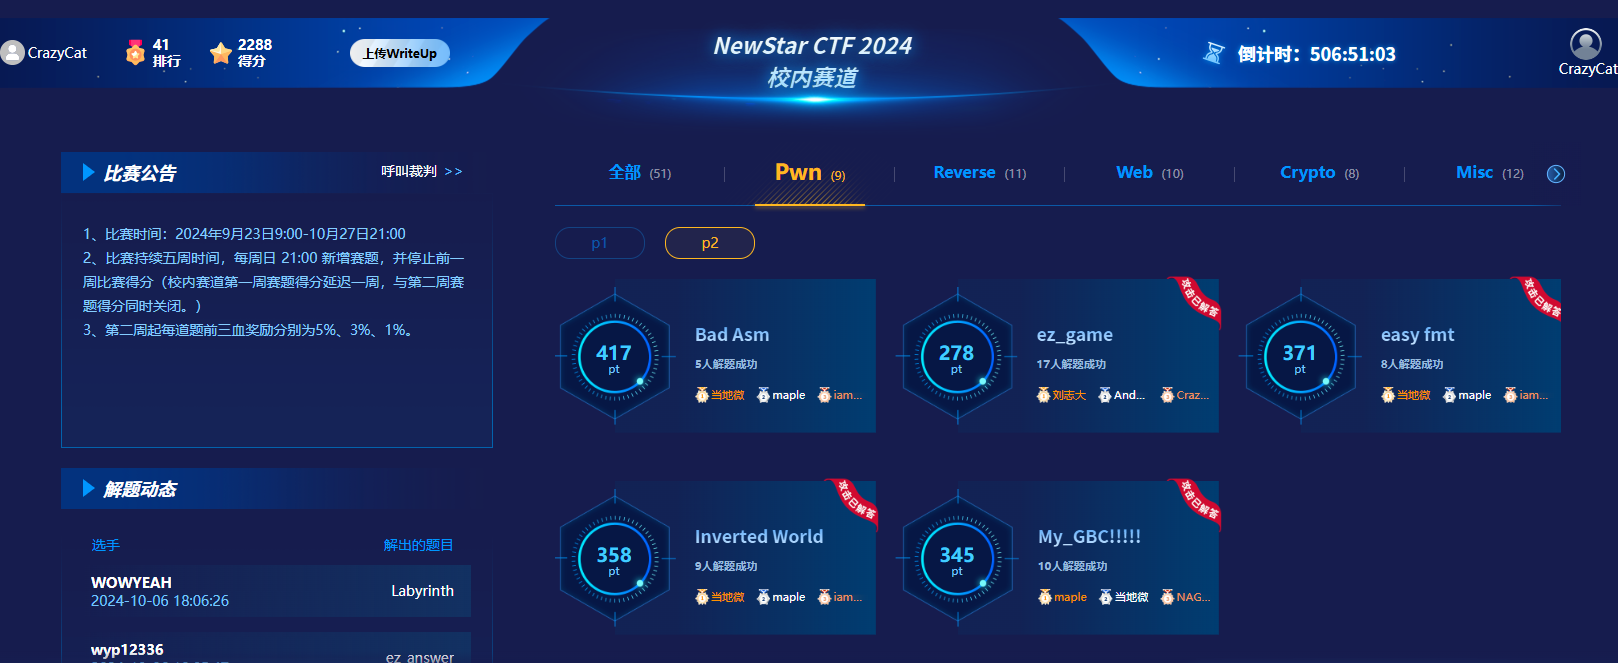 CrazyCat
41
排行
2288
得分
上传WriteUp
NewStar CTF 2024
校内赛道
倒计时：506:51:03
CrazyCat
比赛公告
呼叫裁判 >>
1、比赛时间：2024年9月23日9:00-10月27日21:00
2、比赛持续五周时间，每周日 21:00 新增赛题，并停止前一
周比赛得分（校内赛道第一周赛题得分延迟一周，与第二周赛
题得分同时关闭。）
3、第二周起每道题前三血奖励分别为5%、3%、1%。
解题动态
选手 解出的题目
WOWYEAH
2024-10-06 18:06:26
Labyrinth
wyp12336
ez_answer
全部 (51)
Pwn (9)
Reverse (11)
Web (10)
Crypto (8)
Misc (12)
p1
p2
417
pt
Bad Asm
5人解题成功
当地微 maple iam...
278
pt
ez_game
17人解题成功
刘志大 And... Craz...
攻击已解答
371
pt
easy fmt
8人解题成功
当地微 maple iam...
攻击已解答
358
pt
Inverted World
9人解题成功
当地微 maple iam...
攻击已解答
345
pt
My_GBC!!!!!
10人解题成功
maple 当地微 NAG...
攻击已解答